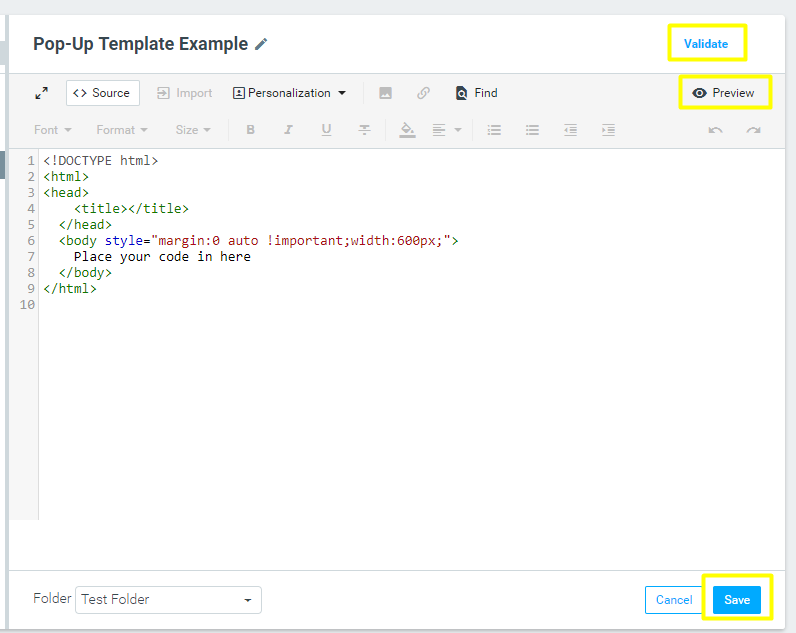 Pop-Up Template Example
Validate
Source Import Personalization Find Preview
Font Format Size B I U
1 <!DOCTYPE html>
2 <html>
3 <head>
4     <title></title>
5   </head>
6   <body style="margin:0 auto !important;width:600px;">
7     Place your code in here
8   </body>
9 </html>
10
Folder Test Folder Cancel Save